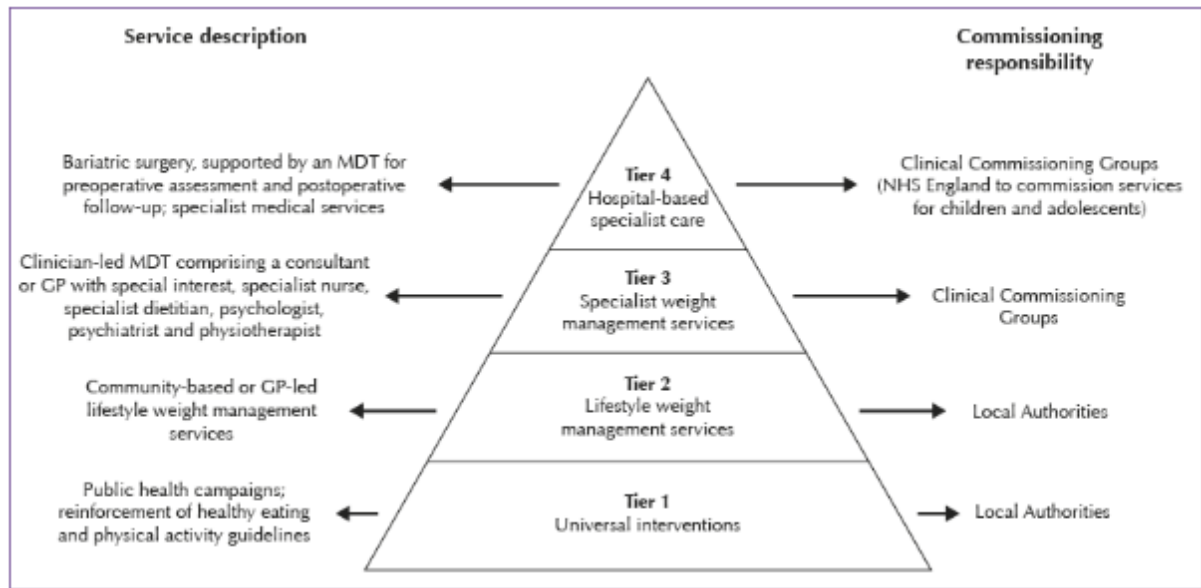 Service description
Commissioning
responsibility
Bariatric surgery, supported by an MDT for
preoperative assessment and postoperative
follow-up; specialist medical services
Tier 4
Hospital-based
specialist care
Clinical Commissioning Groups
(NHS England to commission services
for children and adolescents)
Clinician-led MDT comprising a consultant
or GP with special interest, specialist nurse,
specialist dietitian, psychologist,
psychiatrist and physiotherapist
Tier 3
Specialist weight
management services
Clinical Commissioning
Groups
Community-based or GP-led
lifestyle weight management
services
Tier 2
Lifestyle weight
management services
Local Authorities
Public health campaigns;
reinforcement of healthy eating
and physical activity guidelines
Tier 1
Universal interventions
Local Authorities